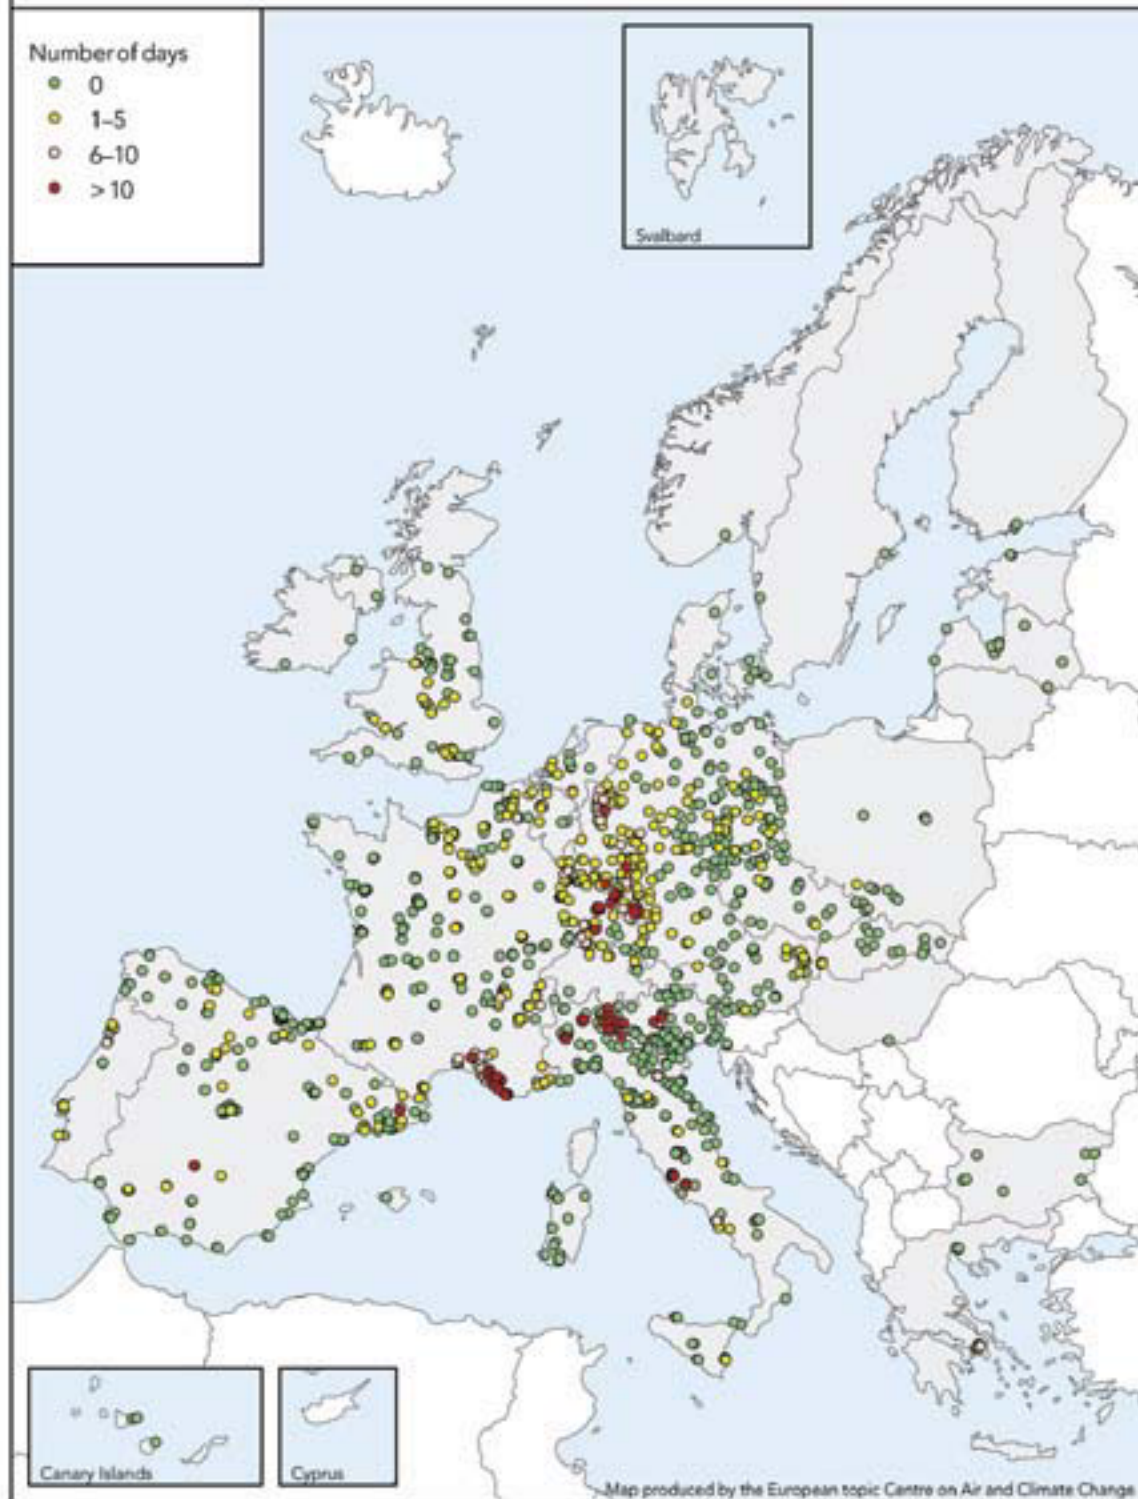 Number of days
0
1–5
6–10
> 10
Svalbard
Canary Islands
Cyprus
Map produced by the European topic Centre on Air and Climate Change